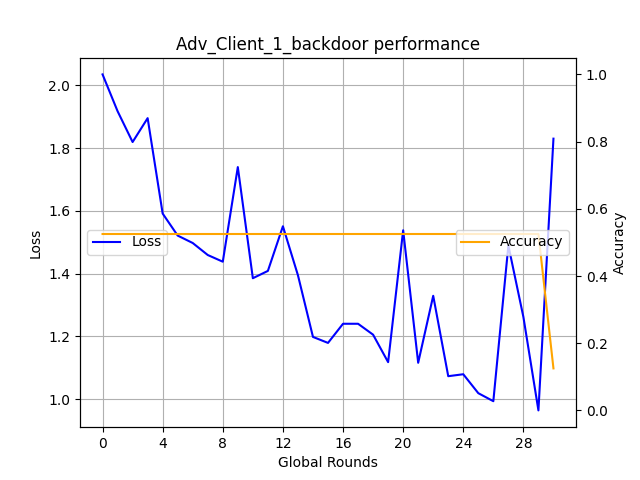 Adv_Client_1_backdoor performance
2.0
1.8
1.6
1.4
1.2
1.0
Loss
1.0
0.8
0.6
0.4
0.2
0.0
Accuracy
Loss
Accuracy
0 4 8 12 16 20 24 28
Global Rounds